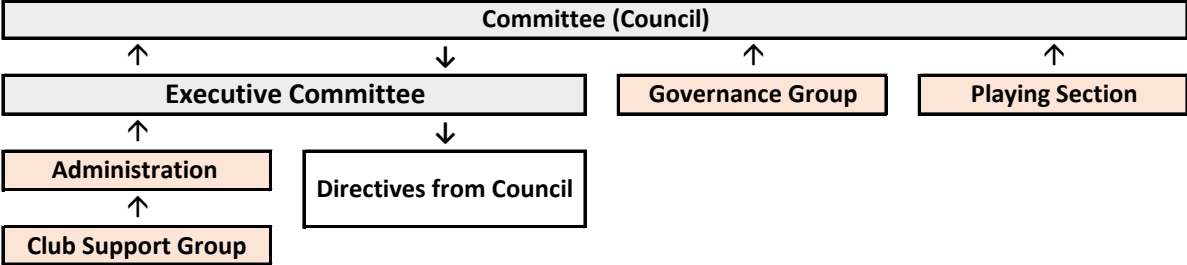 Committee (Council)
↑ ↓ ↑ ↑
Executive Committee
Governance Group
Playing Section
↑ ↓
Administration
Directives from Council
↑
Club Support Group